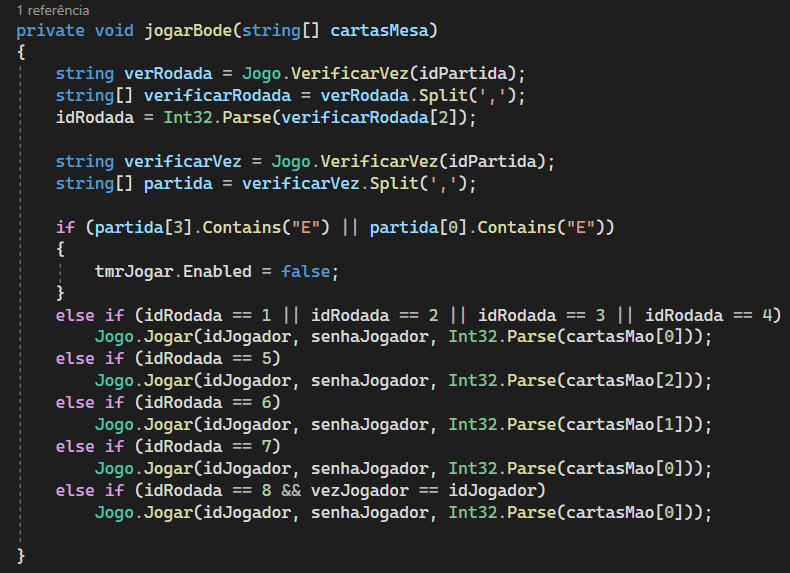 1 referência
private void jogarBode(string[] cartasMesa)
{
    string verRodada = Jogo.VerificarVez(idPartida);
    string[] verificarRodada = verRodada.Split(',');
    idRodada = Int32.Parse(verificarRodada[2]);

    string verificarVez = Jogo.VerificarVez(idPartida);
    string[] partida = verificarVez.Split(',');

    if (partida[3].Contains("E") || partida[0].Contains("E"))
    {
        tmrJogar.Enabled = false;
    }
    else if (idRodada == 1 || idRodada == 2 || idRodada == 3 || idRodada == 4)
        Jogo.Jogar(idJogador, senhaJogador, Int32.Parse(cartasMao[0]));
    else if (idRodada == 5)
        Jogo.Jogar(idJogador, senhaJogador, Int32.Parse(cartasMao[2]));
    else if (idRodada == 6)
        Jogo.Jogar(idJogador, senhaJogador, Int32.Parse(cartasMao[1]));
    else if (idRodada == 7)
        Jogo.Jogar(idJogador, senhaJogador, Int32.Parse(cartasMao[0]));
    else if (idRodada == 8 && vezJogador == idJogador)
        Jogo.Jogar(idJogador, senhaJogador, Int32.Parse(cartasMao[0]));

}